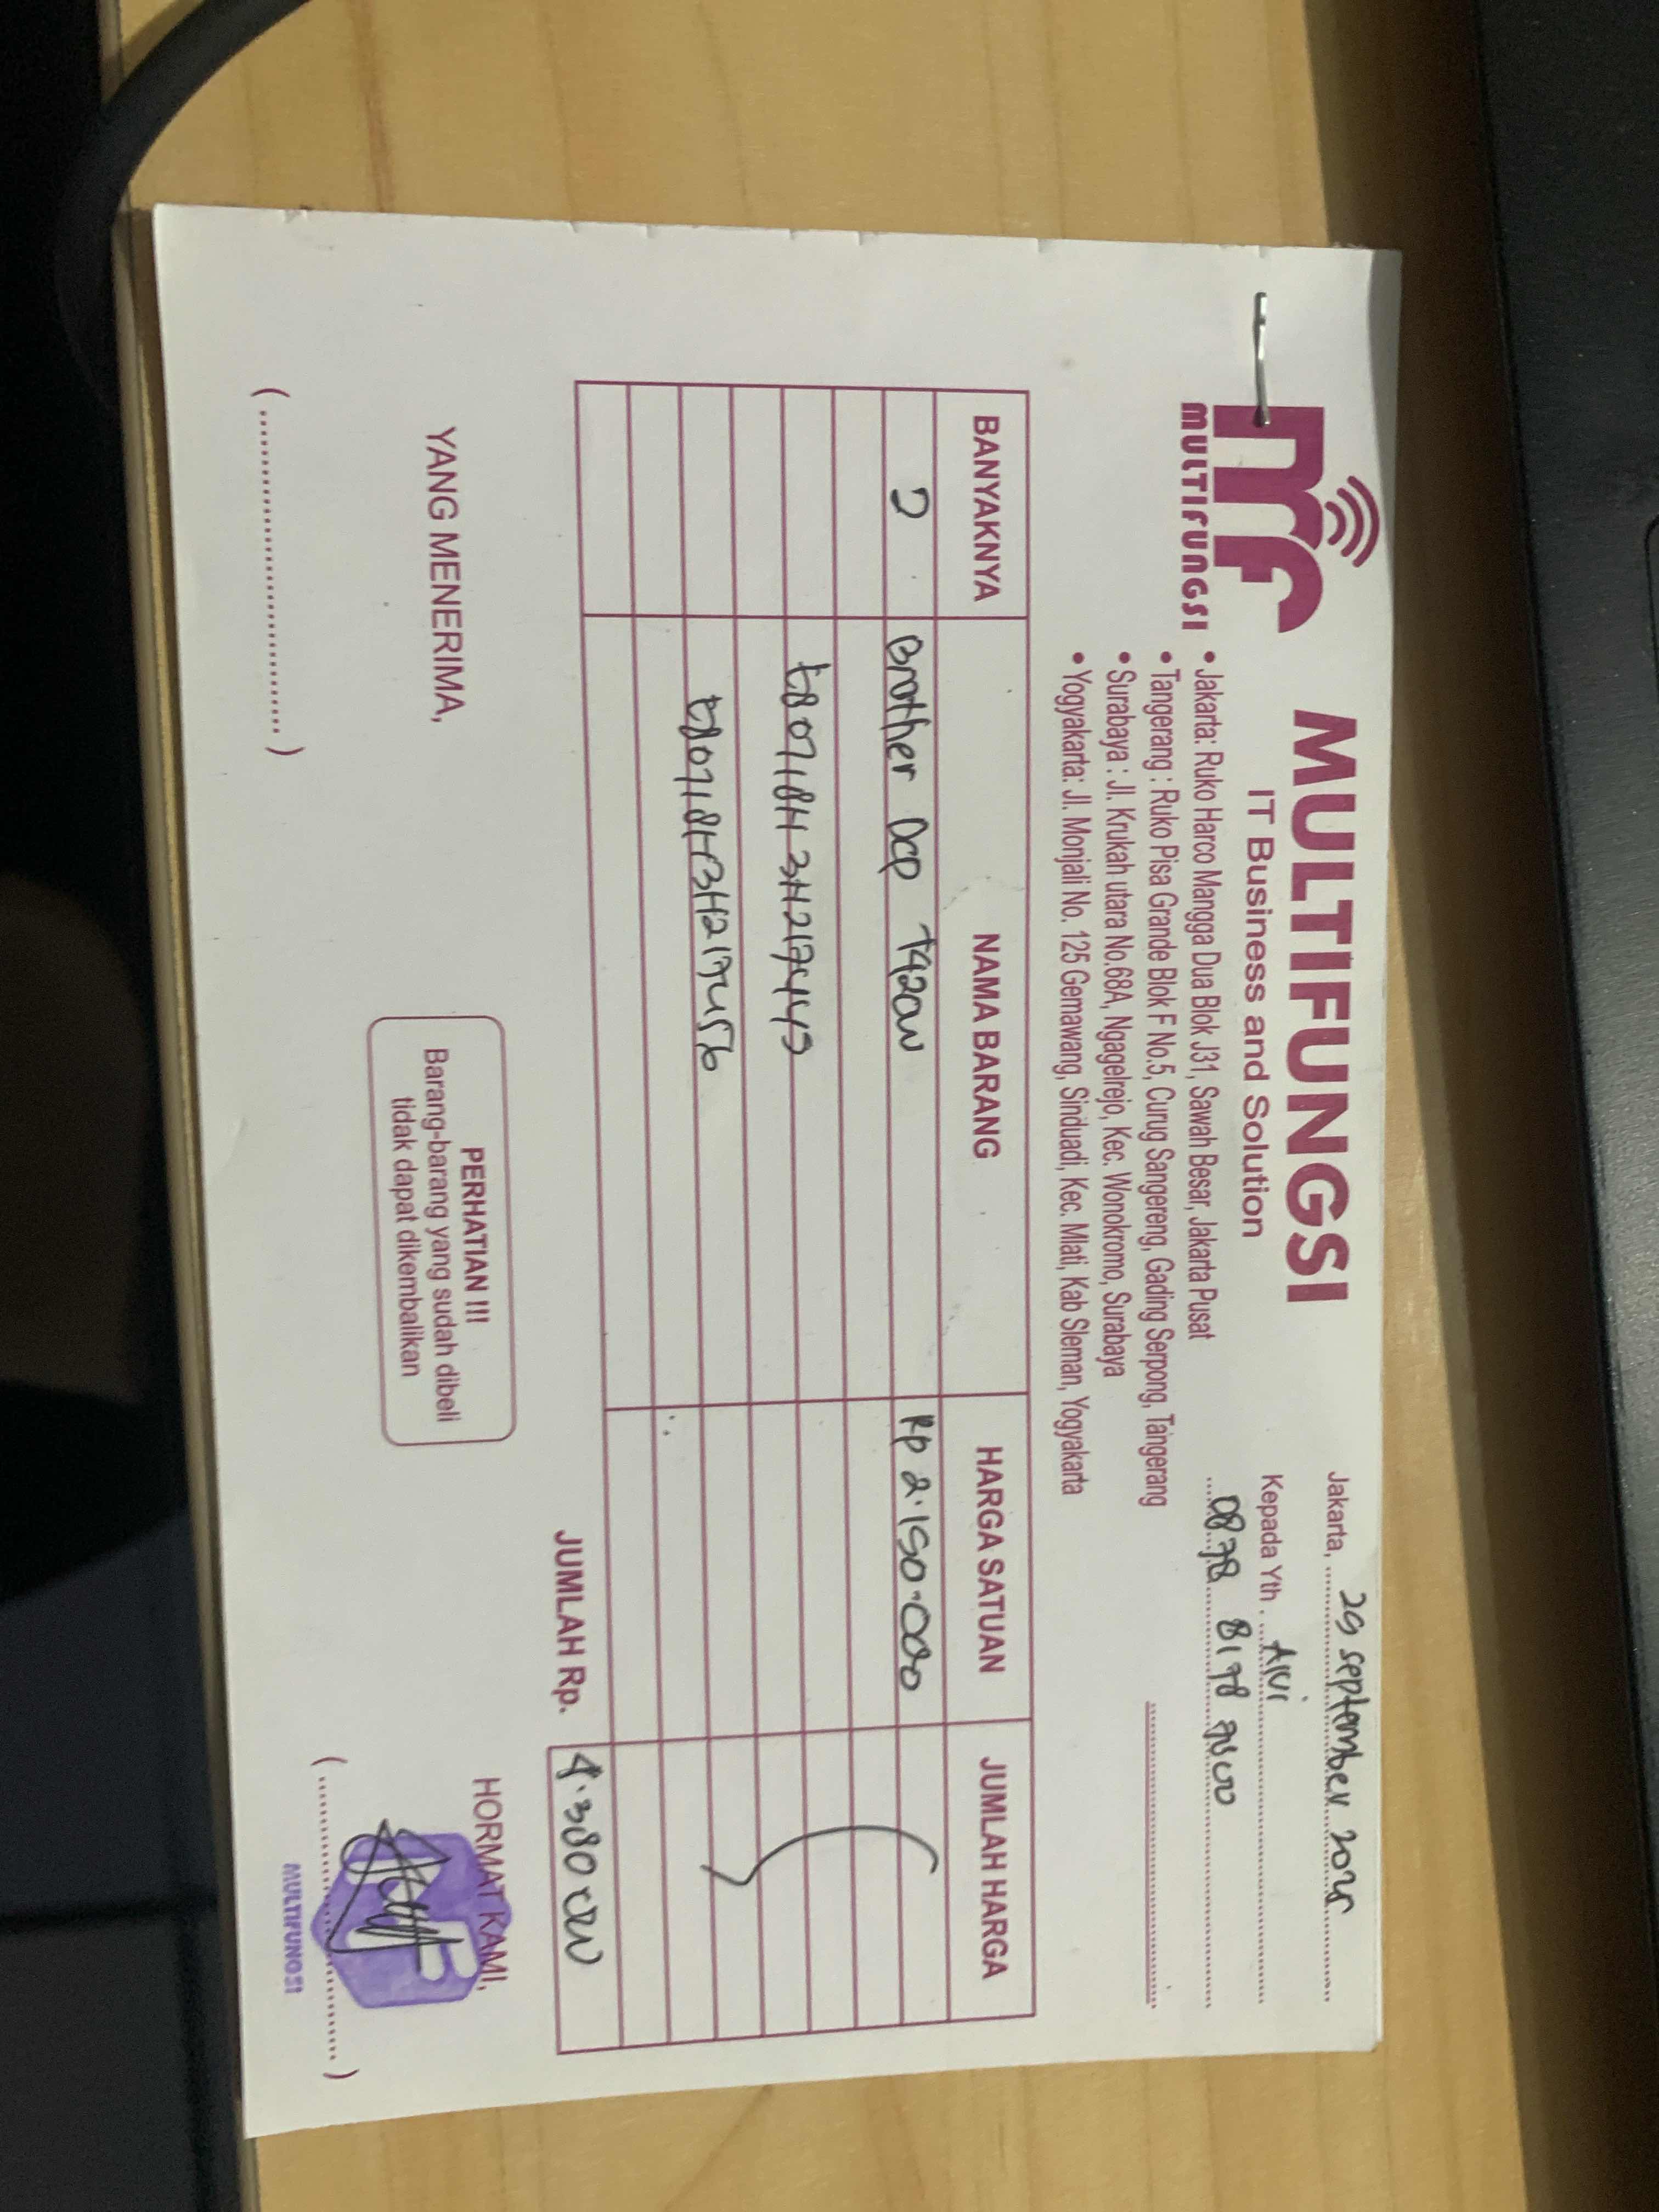 MULTIFUNGSI
MULTIFUNGSI
IT Business and Solution
• Jakarta: Ruko Harco Mangga Dua Blok J31, Sawah Besar, Jakarta Pusat
• Tangerang : Ruko Pisa Grande Blok F No.5, Curug Sangereng, Gading Serpong, Tangerang
• Surabaya : Jl. Krukah utara No.68A, Ngagelrejo, Kec. Wonokromo, Surabaya
• Yogyakarta: Jl. Monjali No. 125 Gemawang, Sinduadi, Kec. Mlati, Kab Sleman, Yogyakarta
Jakarta, 29 september 2025
Kepada Yth.
0878 8178
BANYAKNYA NAMA BARANG HARGA SATUAN JUMLAH HARGA
2 Brother DCP T420W Rp 2.190.000
JUMLAH Rp. 4.380.000
YANG MENERIMA,
PERHATIAN !!!
Barang-barang yang sudah dibeli
tidak dapat dikembalikan
HORMAT KAMI,
MULTIFUNGSI